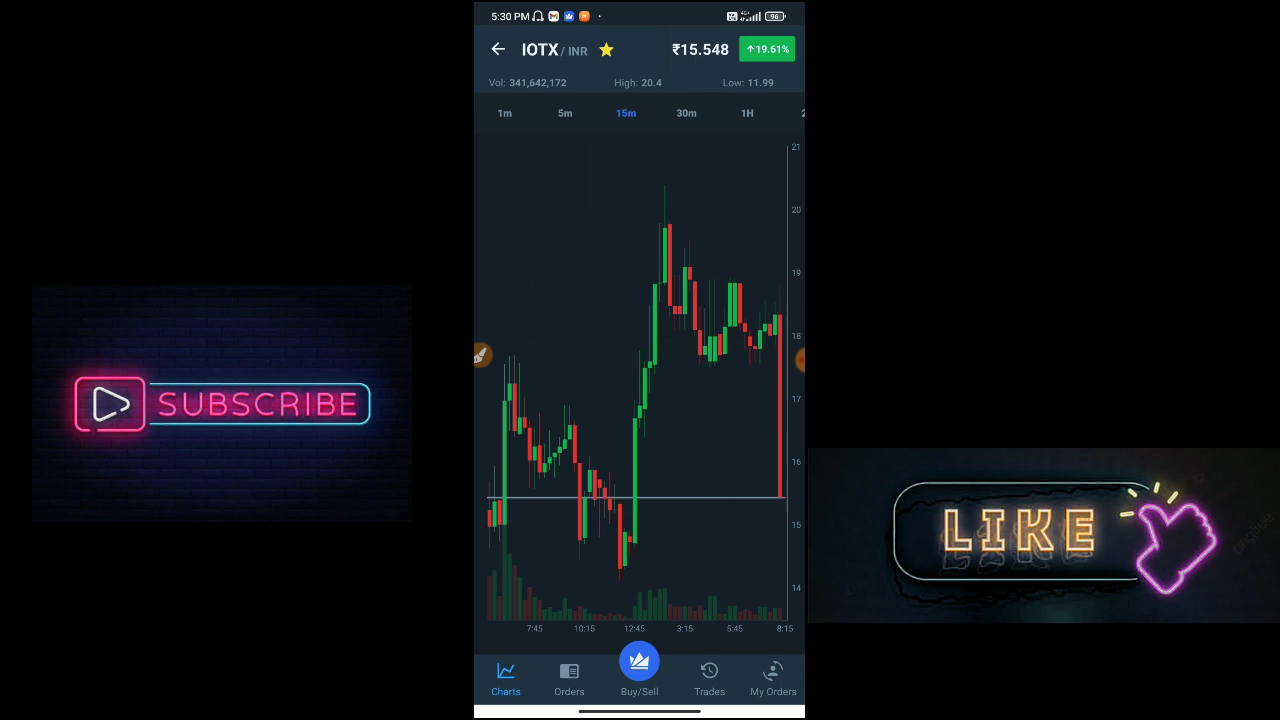 5:30 PM
4G+
96
IOTX / INR
₹15.548
↑19.61%
Vol: 341,642,172
High: 20.4
Low: 11.99
1m
5m
15m
30m
1H
21
20
19
18
17
16
15
14
7:45
10:15
12:45
3:15
5:45
8:15
Charts
Orders
Buy/Sell
Trades
My Orders
SUBSCRIBE
LIKE